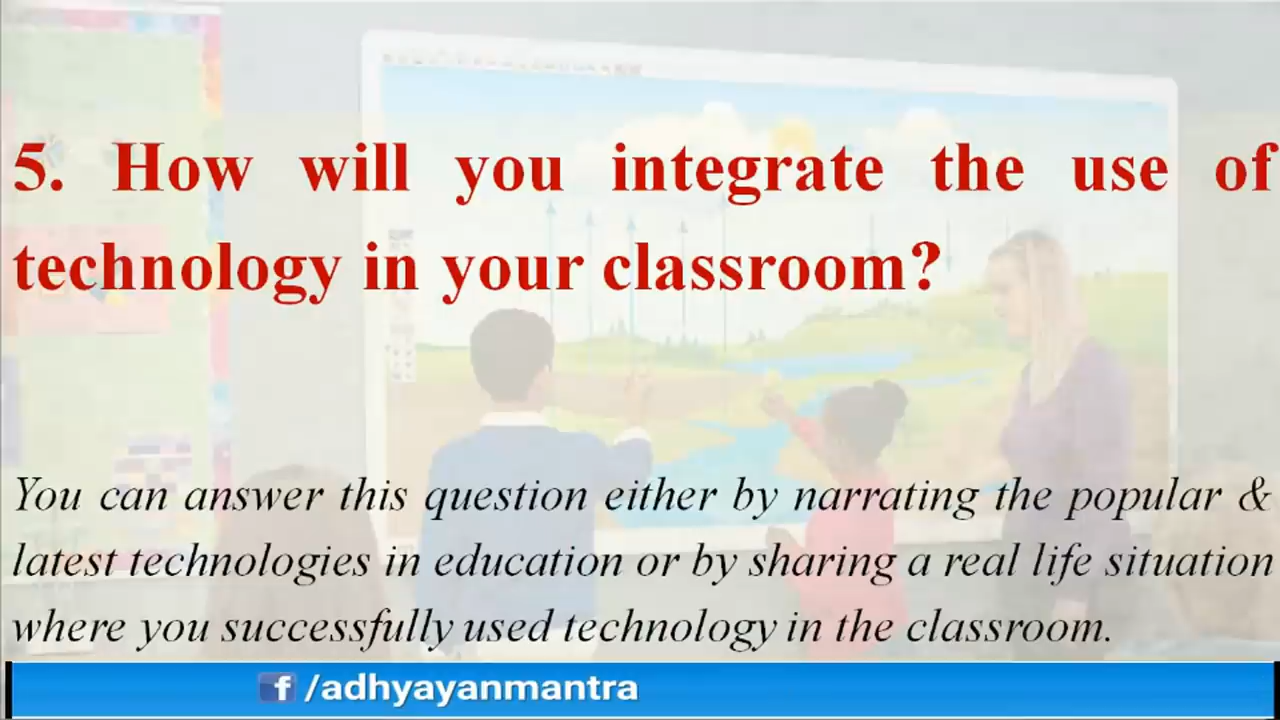 5. How will you integrate the use of
technology in your classroom?
You can answer this question either by narrating the popular &
latest technologies in education or by sharing a real life situation
where you successfully used technology in the classroom.
f /adhyayanmantra